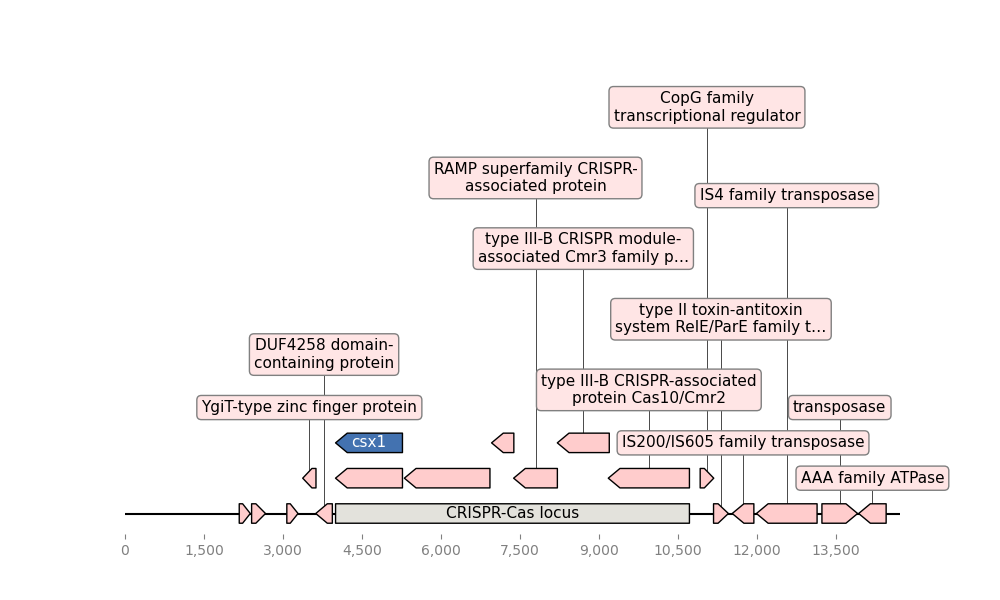 CopG family
transcriptional regulator
RAMP superfamily CRISPR-
associated protein
IS4 family transposase
type III-B CRISPR module-
associated Cmr3 family p…
type II toxin-antitoxin
system RelE/ParE family t…
DUF4258 domain-
containing protein
type III-B CRISPR-associated
protein Cas10/Cmr2
YgiT-type zinc finger protein
transposase
csx1
IS200/IS605 family transposase
AAA family ATPase
CRISPR-Cas locus
0 1,500 3,000 4,500 6,000 7,500 9,000 10,500 12,000 13,500